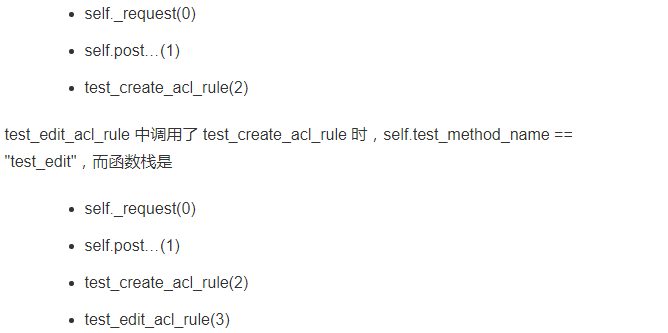 self._request(0)
self.post…(1)
test_create_acl_rule(2)
test_edit_acl_rule 中调用了 test_create_acl_rule 时，self.test_method_name ==
"test_edit"，而函数栈是
self._request(0)
self.post…(1)
test_create_acl_rule(2)
test_edit_acl_rule(3)